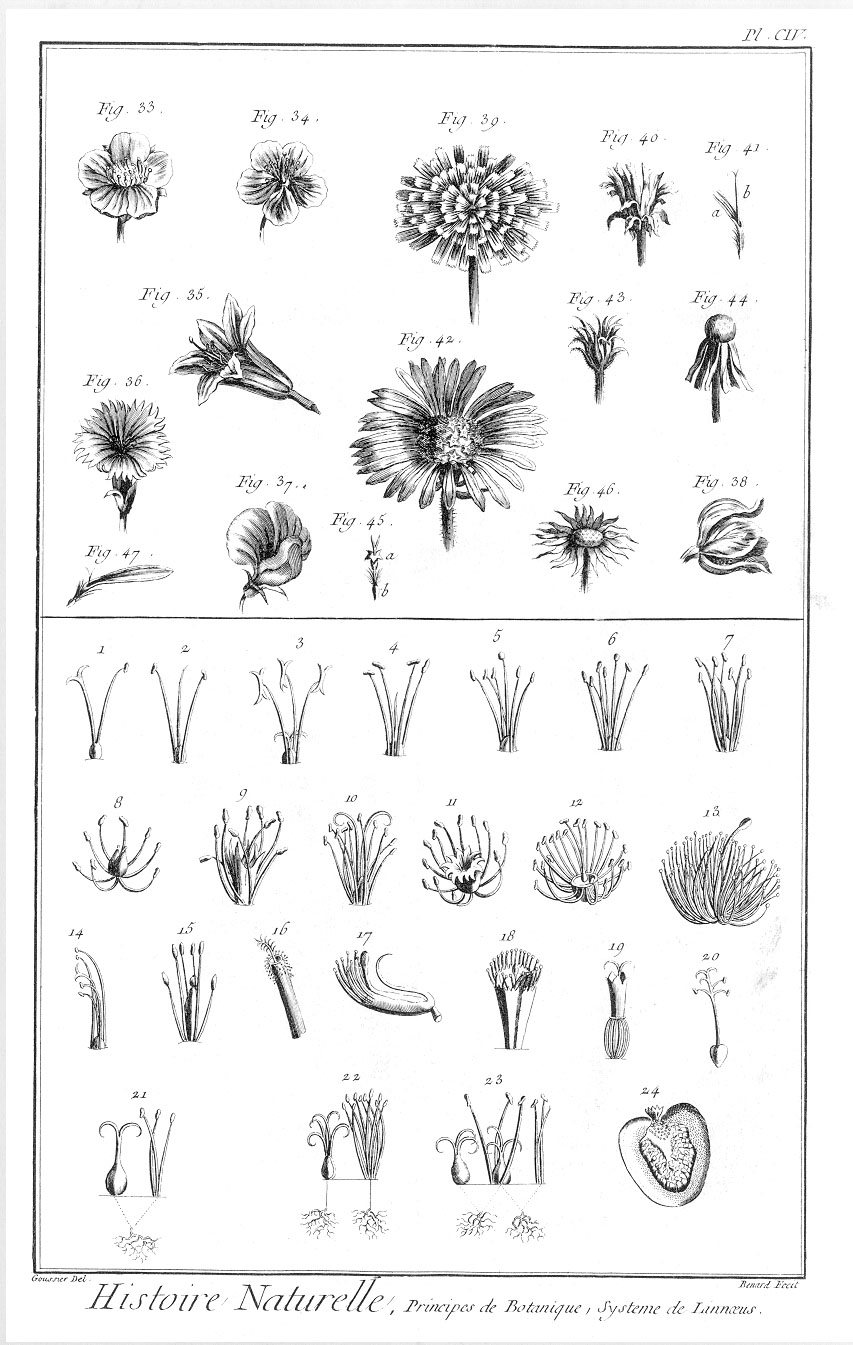 Pl. CIV.
Fig. 33. Fig. 34. Fig. 39. Fig. 40. Fig. 41.
a b
Fig. 35. Fig. 43. Fig. 44.
Fig. 36. Fig. 42.
Fig. 37. Fig. 45. Fig. 46. Fig. 38.
Fig. 47. a
b
1 2 3 4 5 6 7
8 9 10 11 12 13
14 15 16 17 18 19 20
21 22 23 24
Goussier Del. Benard Fecit
Histoire Naturelle, Principes de Botanique, Systeme de Linnœus.